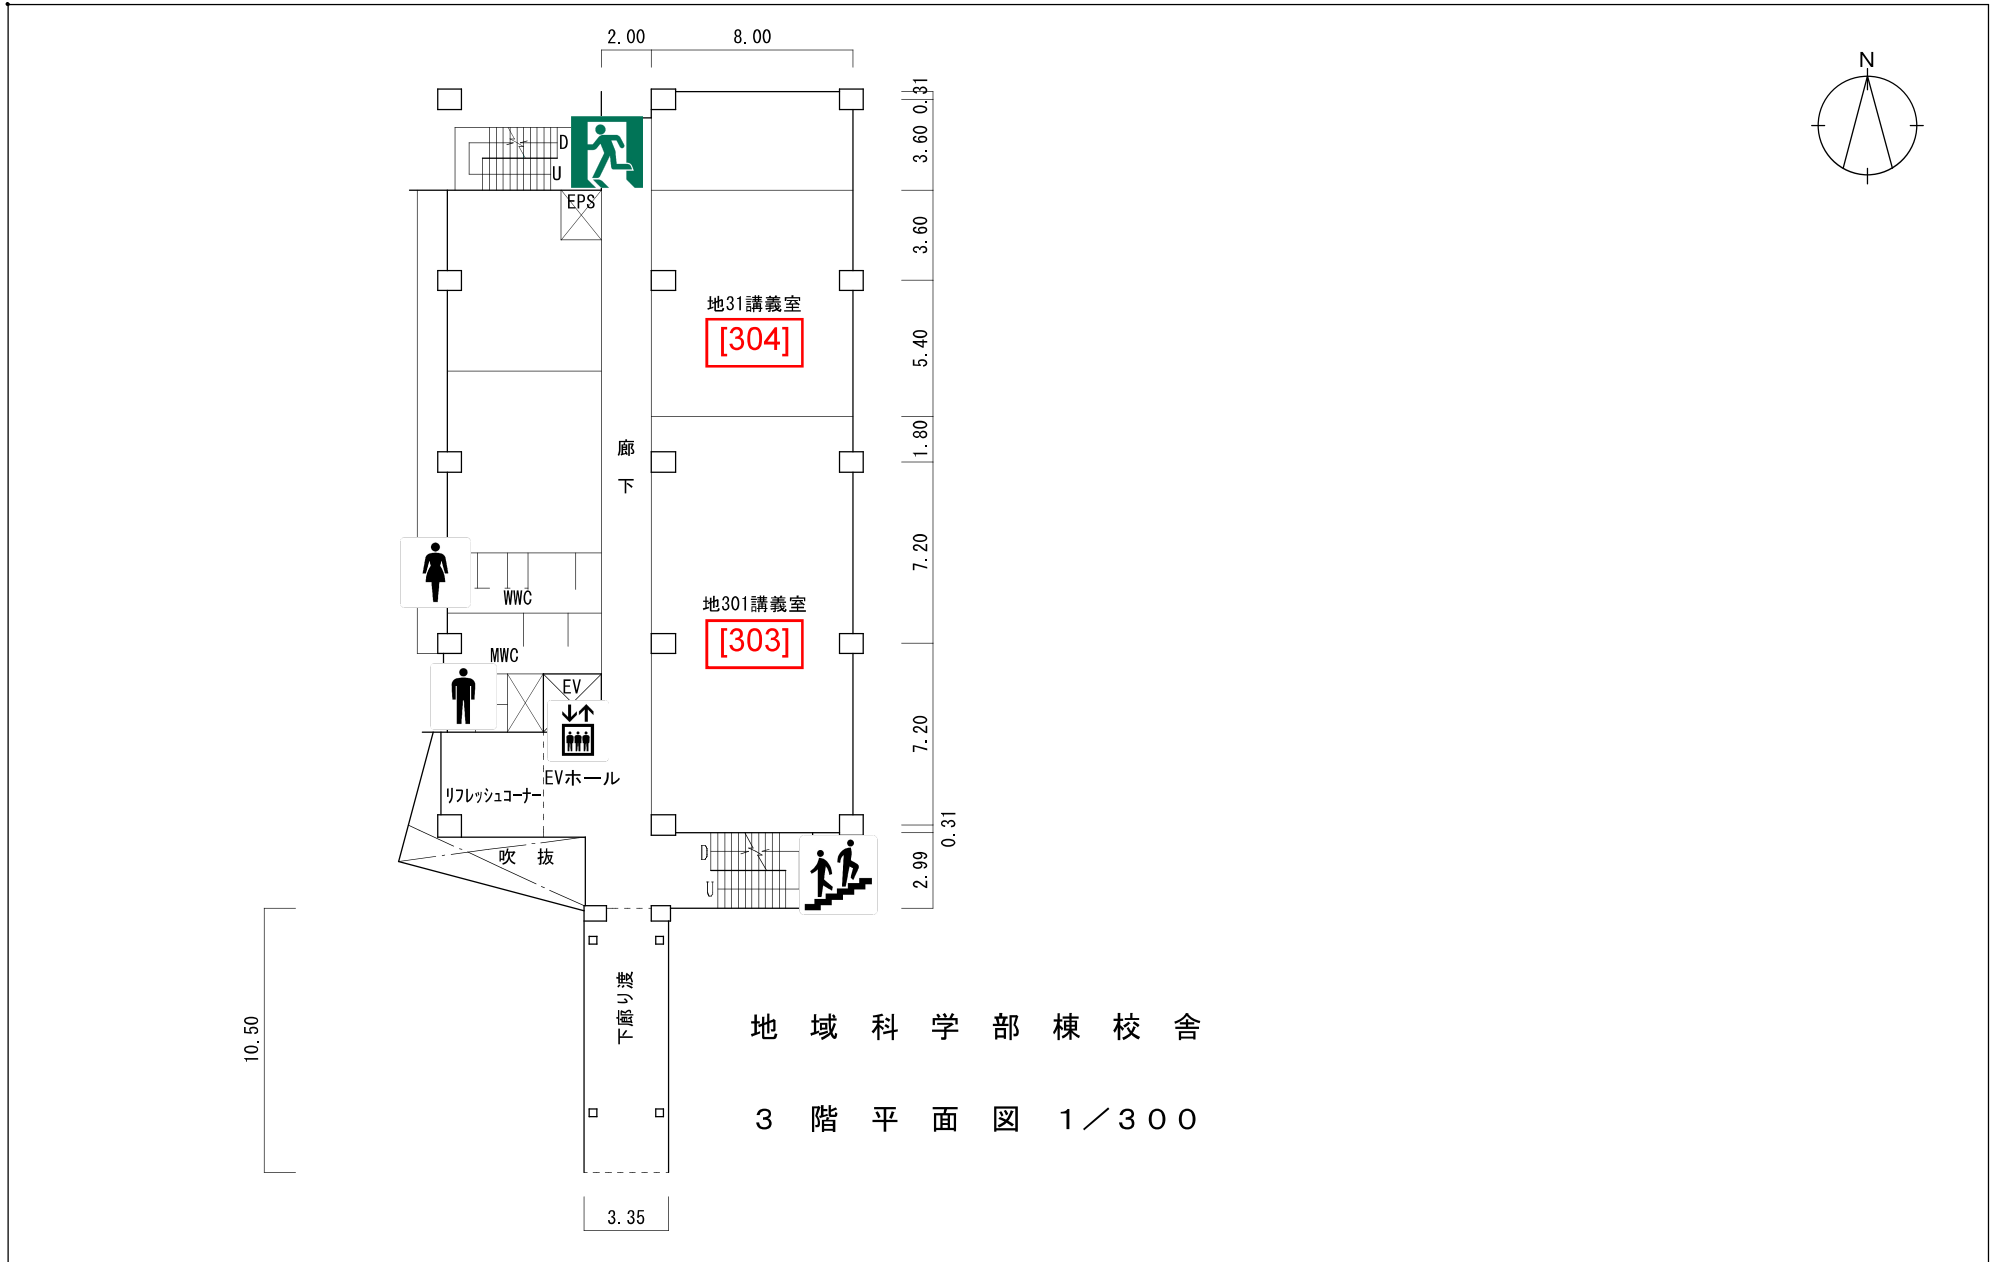 2.00
8.00
N
0.31
3.60
D
U
EPS
3.60
地31講義室
[304]
5.40
1.80
廊
下
7.20
WWC
地301講義室
[303]
MWC
EV
7.20
EVホール
リフレッシュコーナー
0.31
吹 抜
D
U
2.99
下廊り渡
10.50
地 域 科 学 部 棟 校 舎
3 階 平 面 図 1/300
3.35